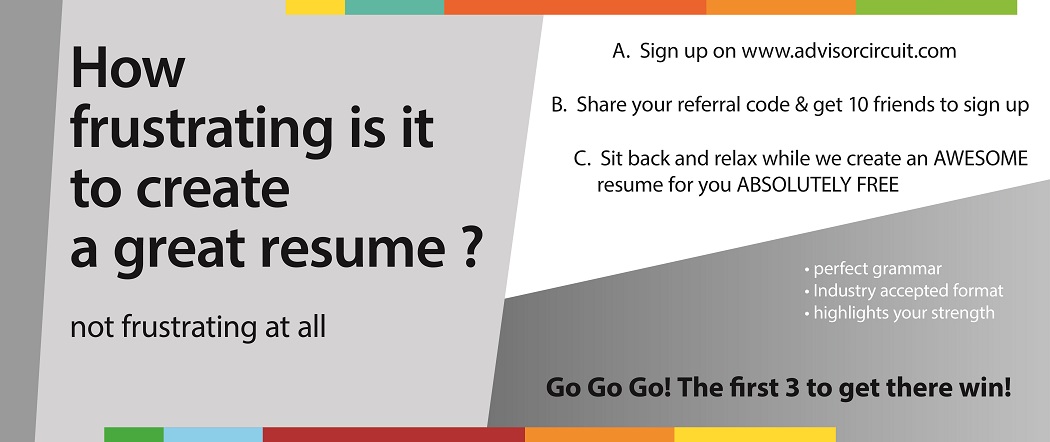 How
frustrating is it
to create
a great resume ?
not frustrating at all
A. Sign up on www.advisorcircuit.com
B. Share your referral code & get 10 friends to sign up
C. Sit back and relax while we create an AWESOME
resume for you ABSOLUTELY FREE
• perfect grammar
• Industry accepted format
• highlights your strength
Go Go Go! The first 3 to get there win!